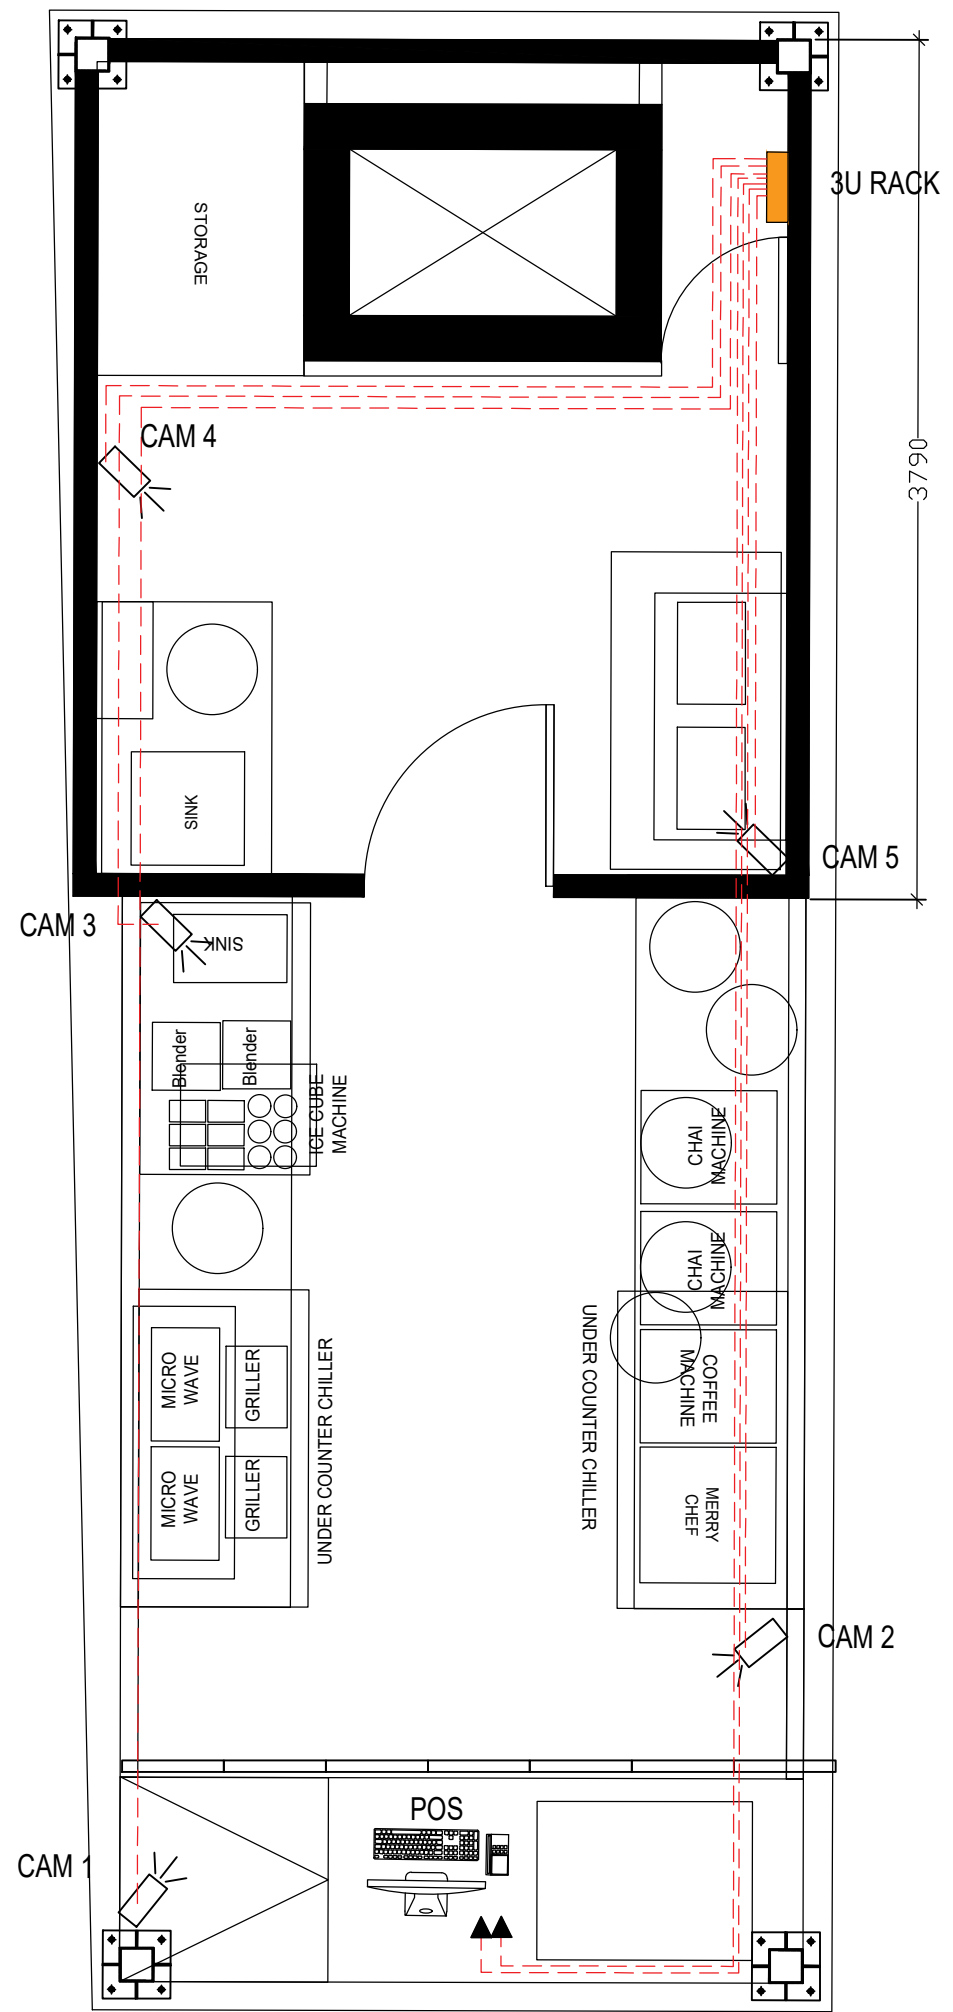 3U RACK
STORAGE
CAM 4
3790
SINK
CAM 5
CAM 3
SINK
Blender
Blender
ICE CUBE
MACHINE
CHAI
MACHINE
CHAI
MACHINE
UNDER COUNTER CHILLER
MICRO
WAVE
GRILLER
UNDER COUNTER CHILLER
COFFEE
MACHINE
MICRO
WAVE
GRILLER
MERRY
CHEF
CAM 2
POS
CAM 1